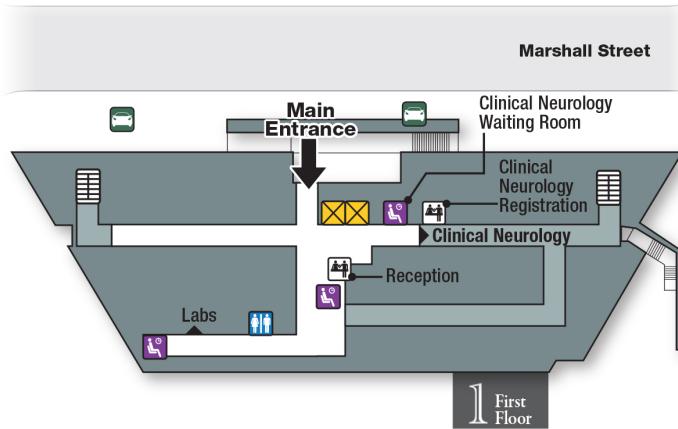 Marshall Street
Main
Entrance
Clinical Neurology
Waiting Room
Clinical
Neurology
Registration
Clinical Neurology
Reception
Labs
1 First
Floor